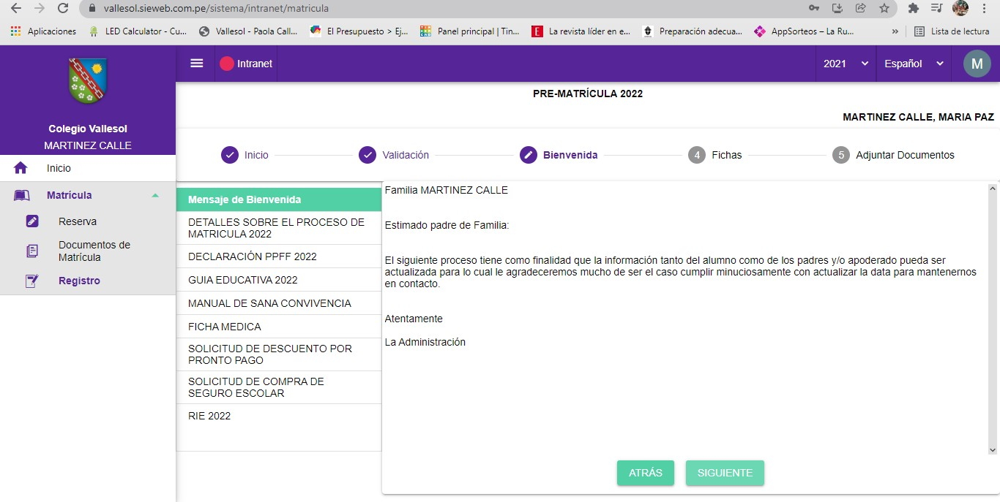 vallesol.sieweb.com.pe/sistema/intranet/matricula
Aplicaciones
LED Calculator - Cu...
Vallesol - Paola Call...
El Presupuesto > Ej...
Panel principal | Tin...
La revista líder en e...
Preparación adecua...
AppSorteos – La Ru...
»
Lista de lectura
Intranet
2021
Español
M
Colegio Vallesol
MARTINEZ CALLE
Inicio
Matrícula
Reserva
Documentos de
Matrícula
Registro
PRE-MATRÍCULA 2022
MARTINEZ CALLE, MARIA PAZ
Inicio
Validación
Bienvenida
4 Fichas
5 Adjuntar Documentos
Mensaje de Bienvenida
DETALLES SOBRE EL PROCESO DE
MATRICULA 2022
DECLARACIÓN PPFF 2022
GUIA EDUCATIVA 2022
MANUAL DE SANA CONVIVENCIA
FICHA MEDICA
SOLICITUD DE DESCUENTO POR
PRONTO PAGO
SOLICITUD DE COMPRA DE
SEGURO ESCOLAR
RIE 2022
Familia MARTINEZ CALLE
Estimado padre de Familia:
El siguiente proceso tiene como finalidad que la información tanto del alumno como de los padres y/o apoderado pueda ser
actualizada para lo cual le agradeceremos mucho de ser el caso cumplir minuciosamente con actualizar la data para mantenernos
en contacto.
Atentamente
La Administración
ATRÁS
SIGUIENTE